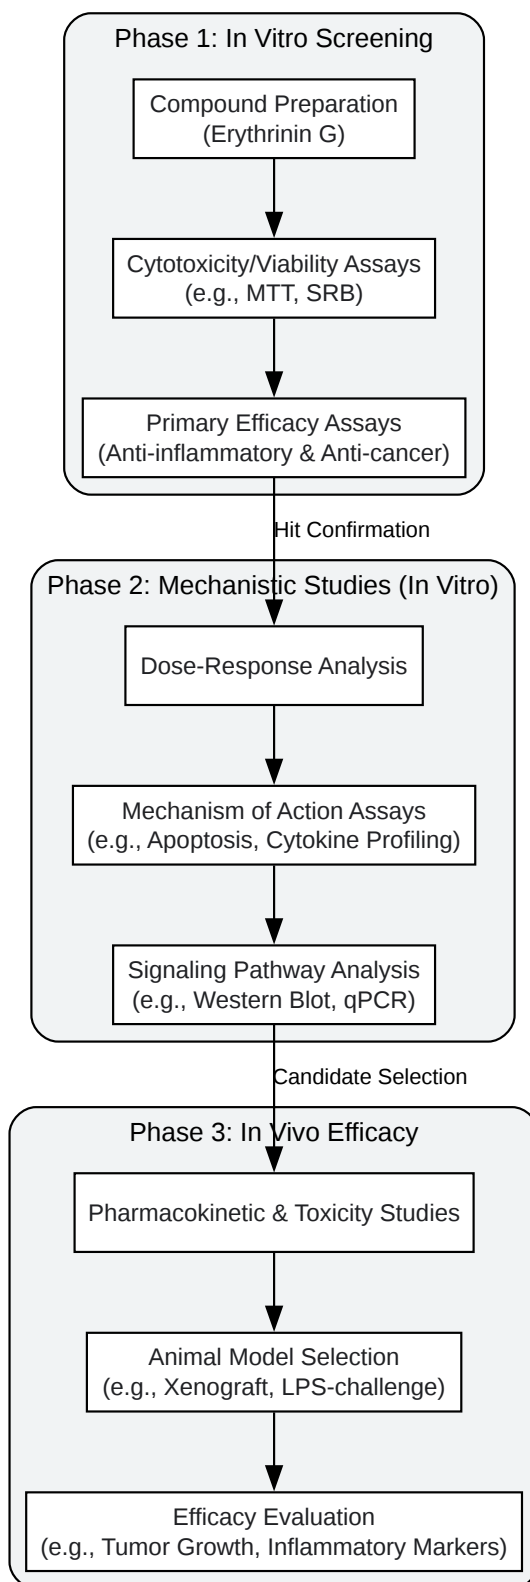 Phase 1: In Vitro Screening
Compound Preparation
(Erythrinin G)
Cytotoxicity/Viability Assays
(e.g., MTT, SRB)
Primary Efficacy Assays
(Anti-inflammatory & Anti-cancer)
Hit Confirmation
Phase 2: Mechanistic Studies (In Vitro)
Dose-Response Analysis
Mechanism of Action Assays
(e.g., Apoptosis, Cytokine Profiling)
Signaling Pathway Analysis
(e.g., Western Blot, qPCR)
Candidate Selection
Phase 3: In Vivo Efficacy
Pharmacokinetic & Toxicity Studies
Animal Model Selection
(e.g., Xenograft, LPS-challenge)
Efficacy Evaluation
(e.g., Tumor Growth, Inflammatory Markers)